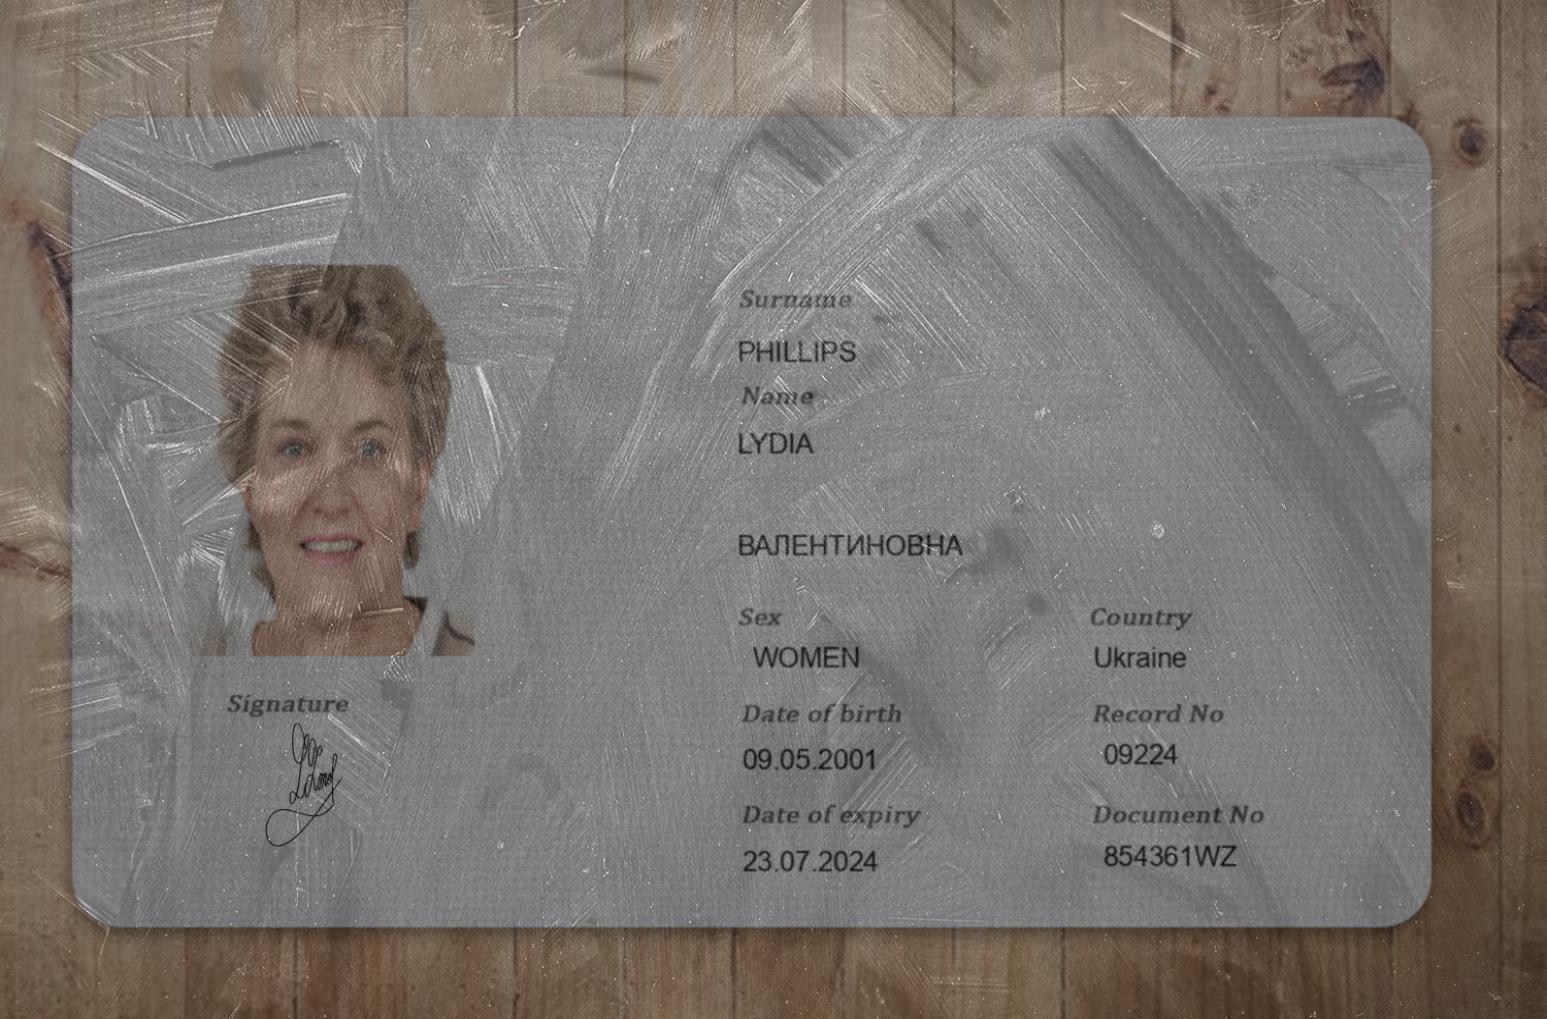 Surname
PHILLIPS
Name
LYDIA
ВАЛЕНТИНОВНА
Sex
WOMEN
Country
Ukraine
Date of birth
09.05.2001
Record No
09224
Date of expiry
23.07.2024
Document No
854361WZ
Signature